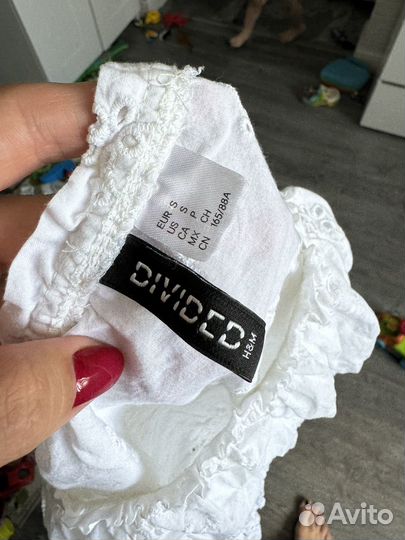 EUR S
US S
CA P
MX CH
CN 165/88A
DIVIDED
H&M
Avito